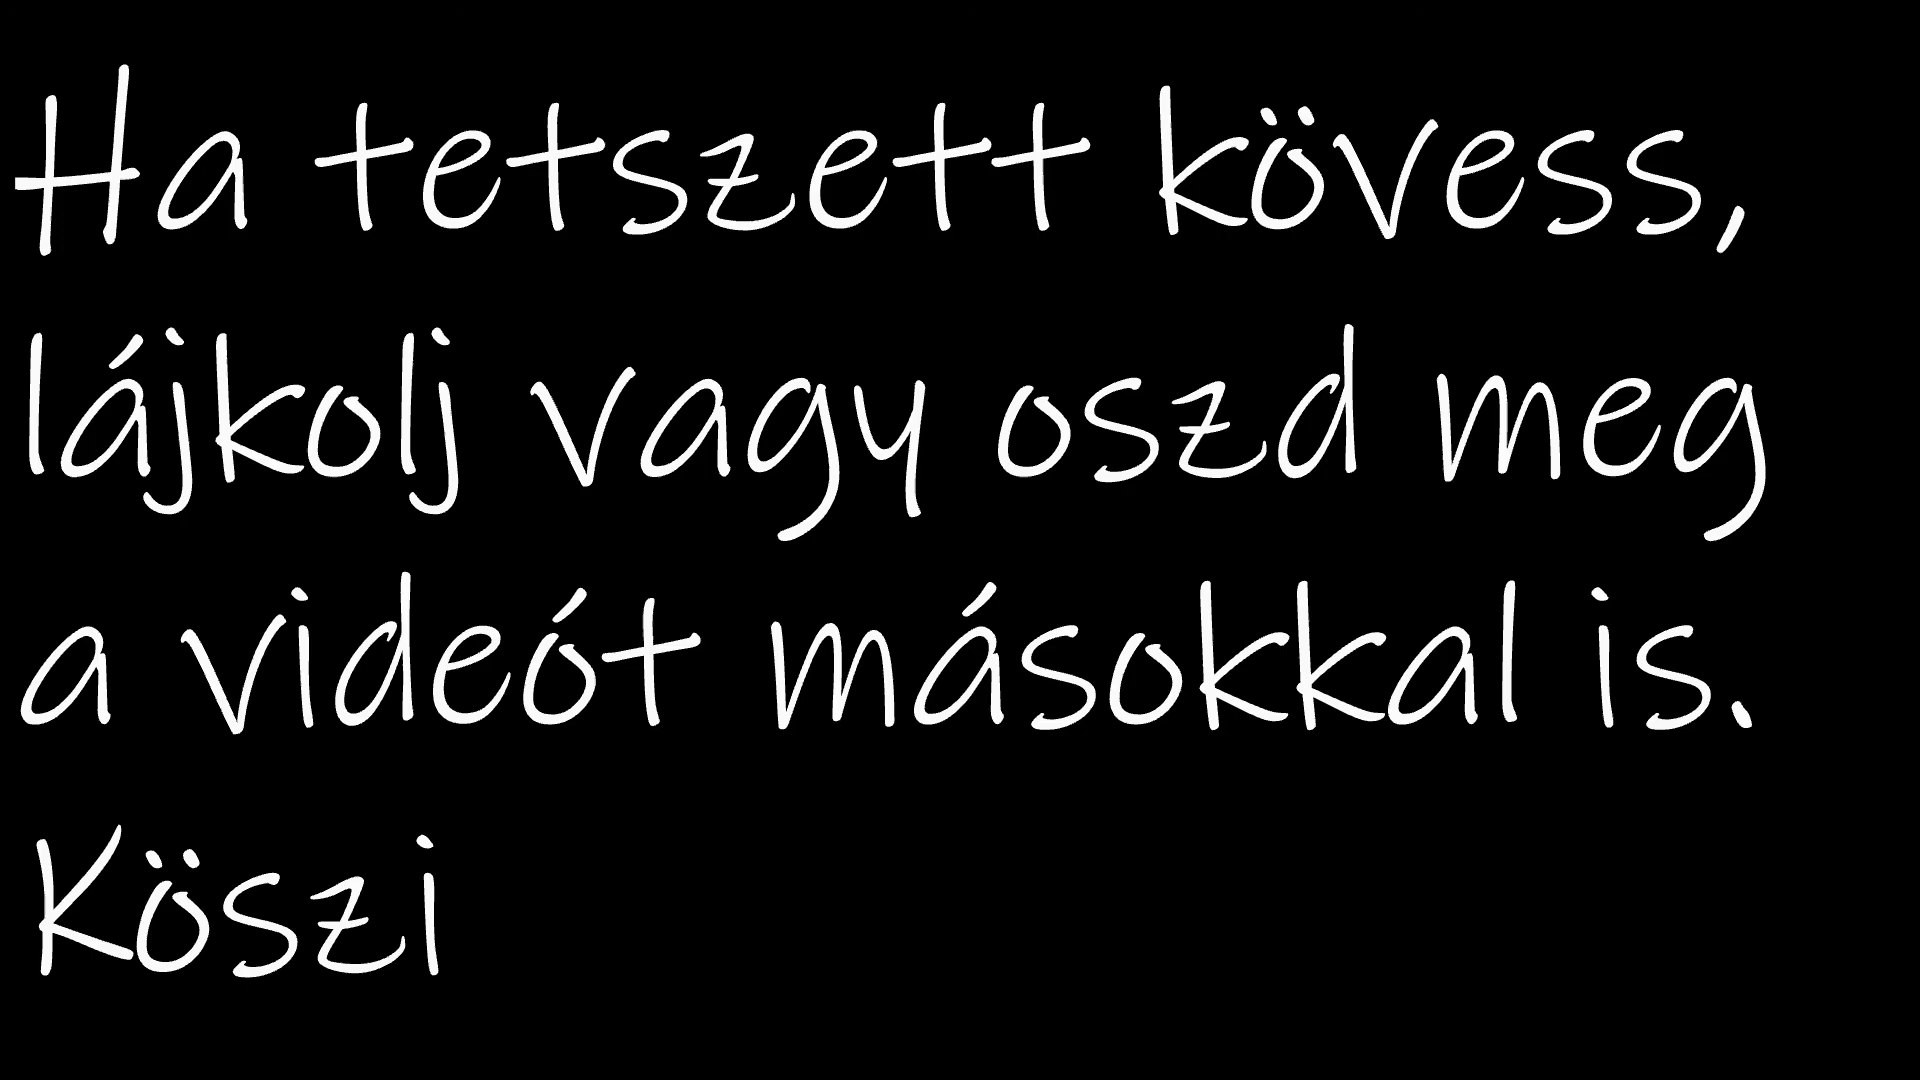 Ha tetszett kövess,
lájkolj vagy oszd meg
a videót másokkal is.
Köszi